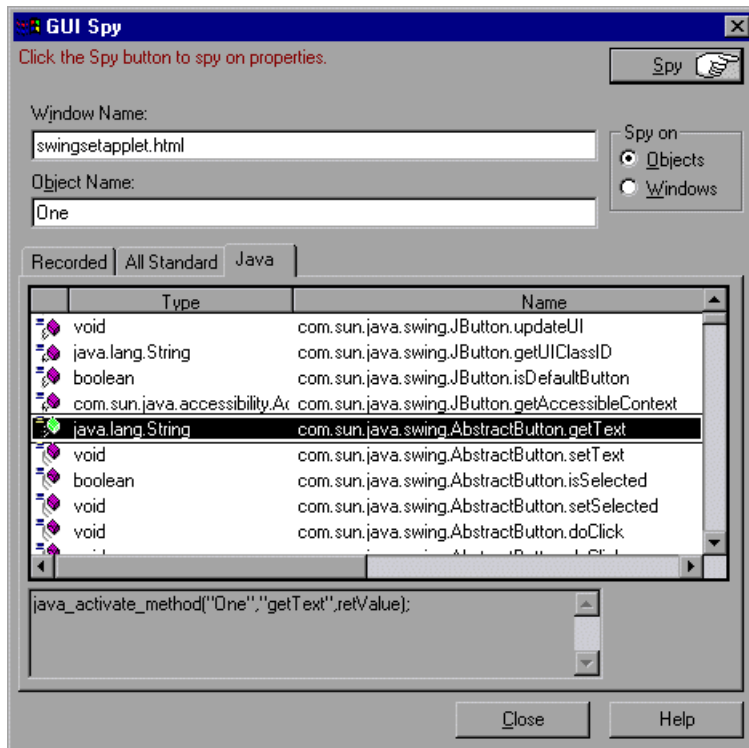 GUI Spy
Click the Spy button to spy on properties.
Spy
Window Name:
swingsetapplet.html
Spy on
Objects
Windows
Object Name:
One
Recorded All Standard Java
Type Name
void com.sun.java.swing.JButton.updateUI
java.lang.String com.sun.java.swing.JButton.getUIClassID
boolean com.sun.java.swing.JButton.isDefaultButton
com.sun.java.accessibility.Ac com.sun.java.swing.JButton.getAccessibleContext
java.lang.String com.sun.java.swing.AbstractButton.getText
void com.sun.java.swing.AbstractButton.setText
boolean com.sun.java.swing.AbstractButton.isSelected
void com.sun.java.swing.AbstractButton.setSelected
void com.sun.java.swing.AbstractButton.doClick
java_activate_method("One","getText",retValue);
Close Help